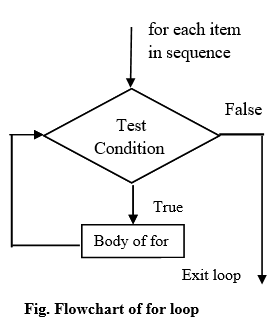 for each item
in sequence
False
Test
Condition
True
Body of for
Exit loop
Fig. Flowchart of for loop